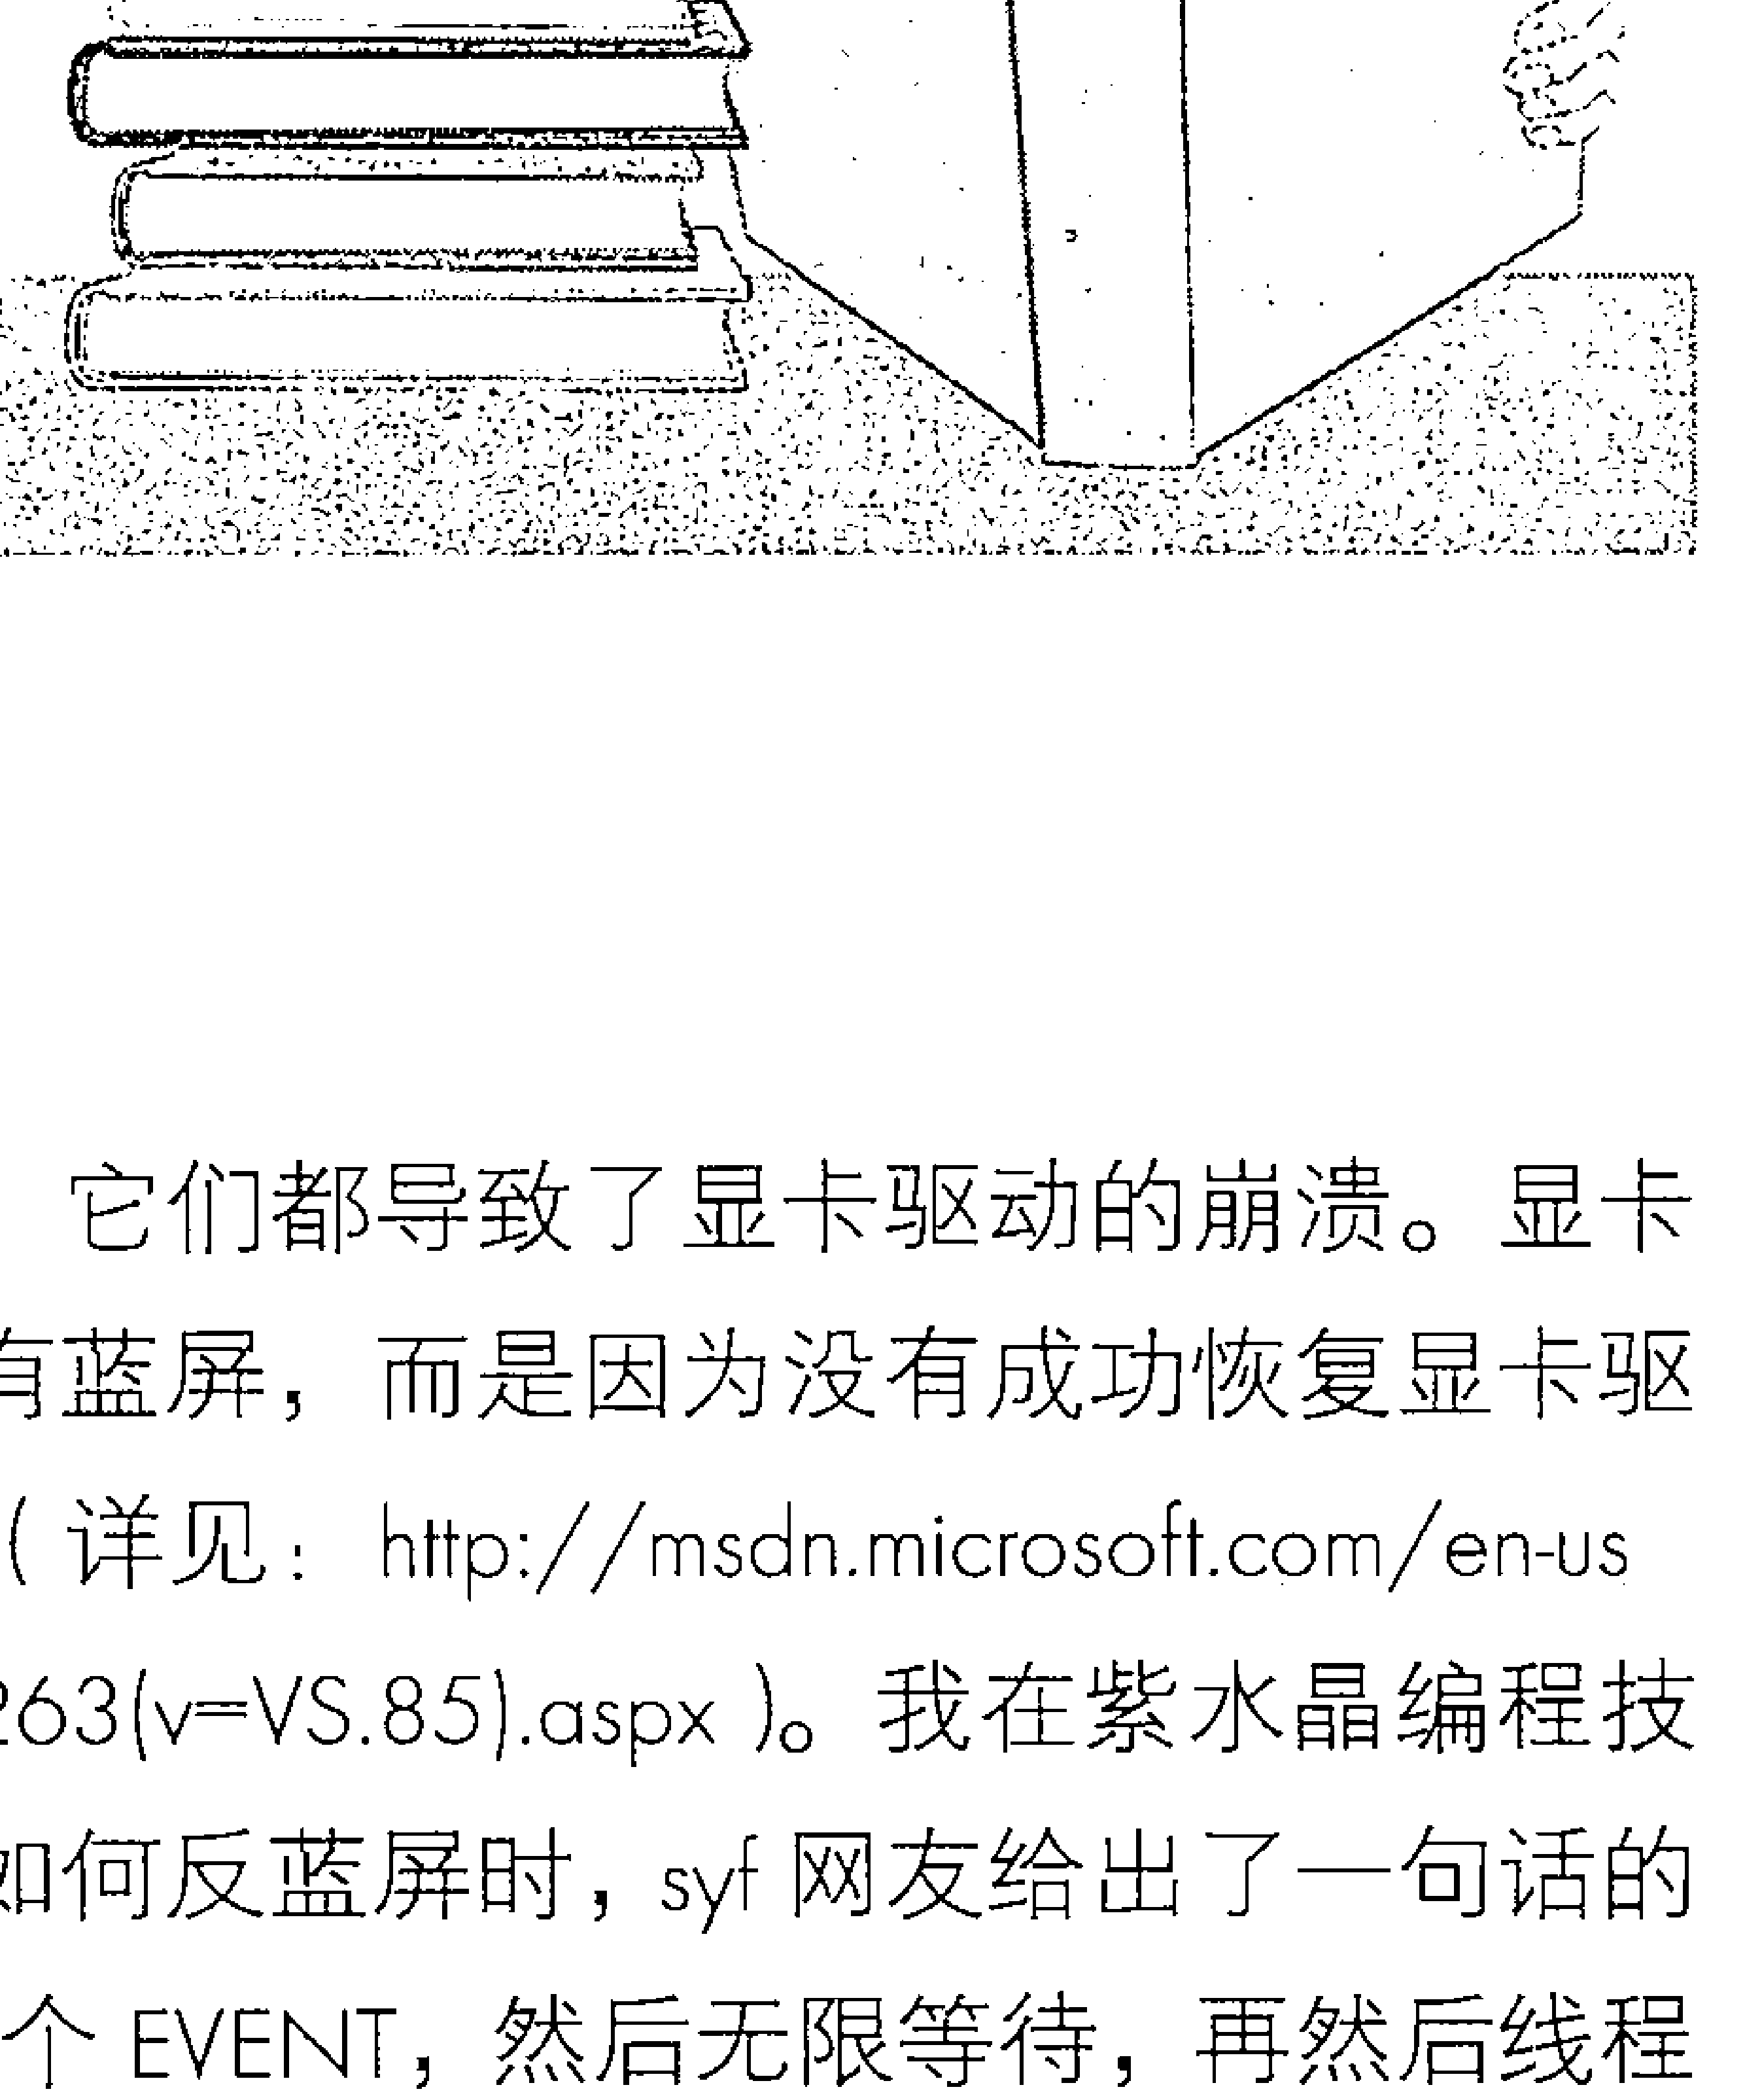 它们都导致了显卡驱动的崩溃。显卡
有蓝屏，而是因为没有成功恢复显卡驱
（详见：http://msdn.microsoft.com/en-us
263(v=VS.85).aspx）。我在紫水晶编程技
如何反蓝屏时，syf 网友给出了一句话的
个 EVENT，然后无限等待，再然后线程